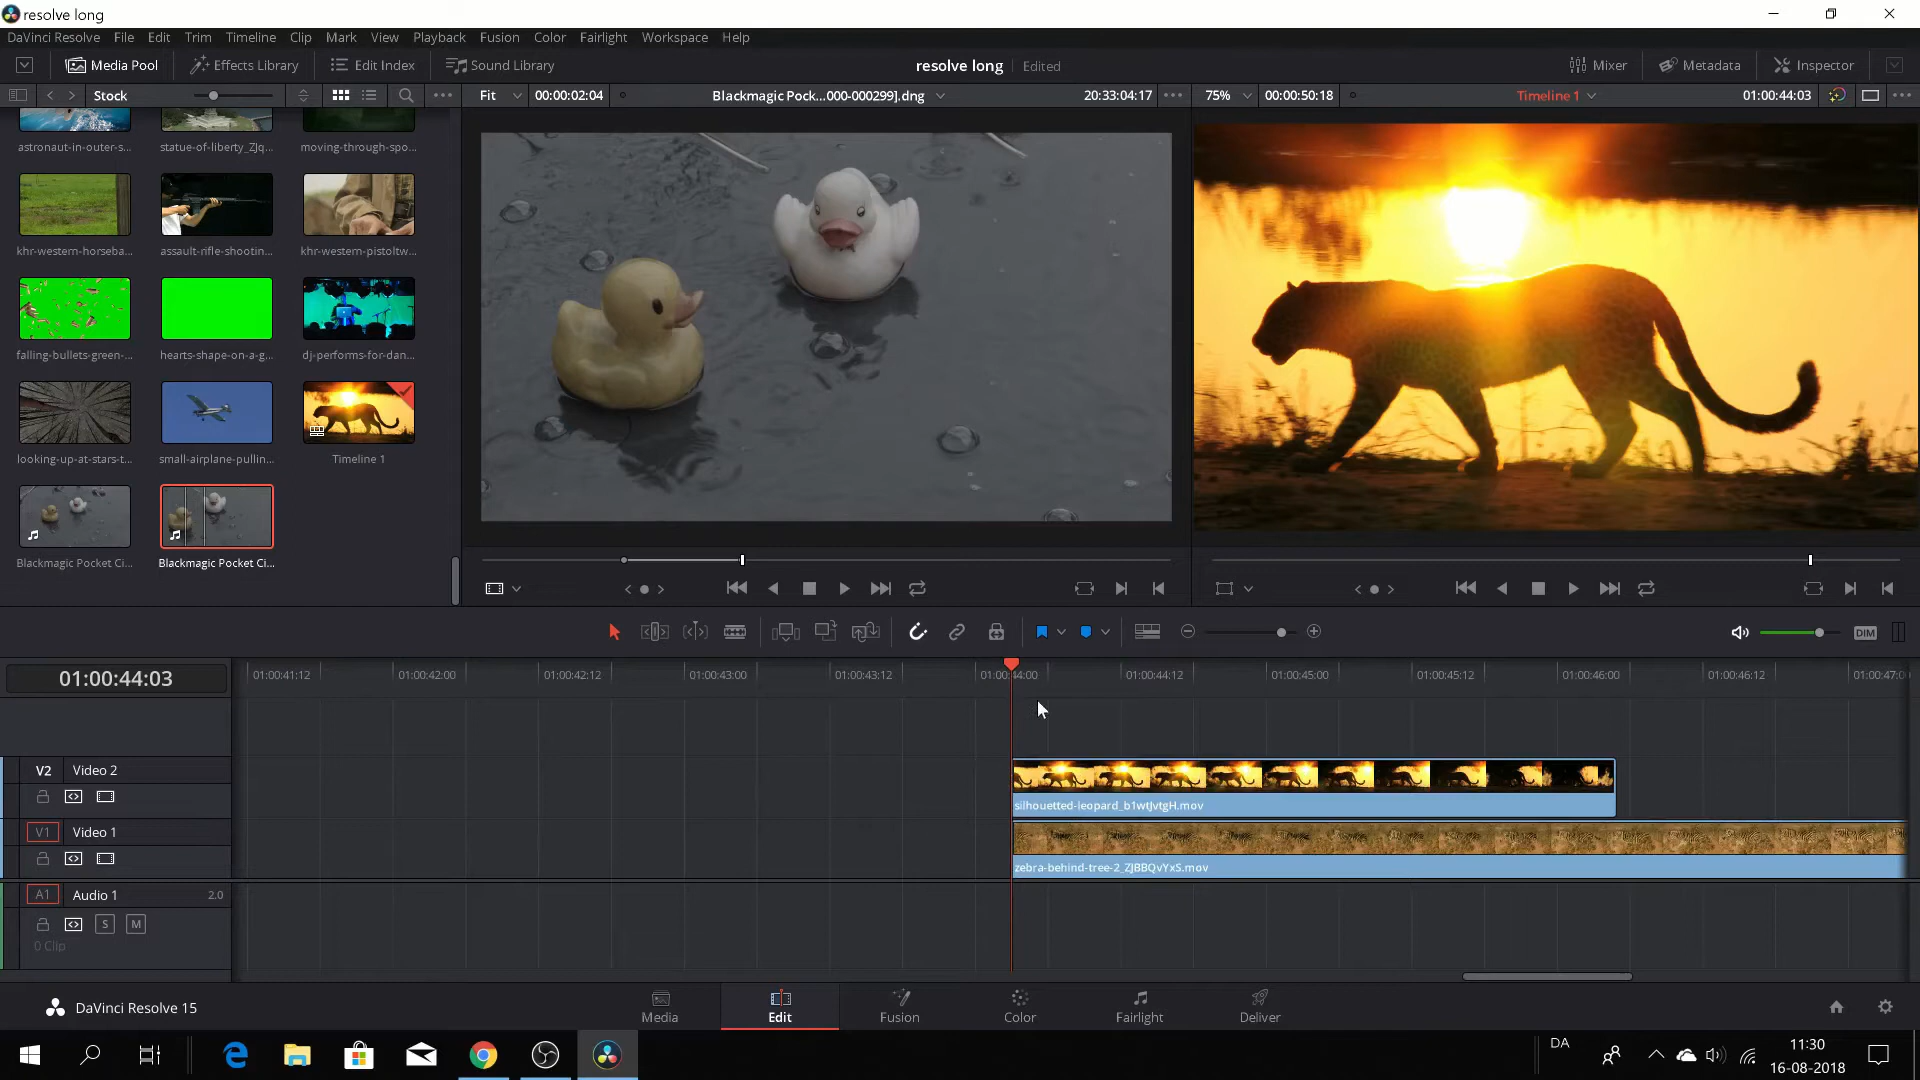 resolve long
DaVinci Resolve File Edit Trim Timeline Clip Mark View Playback Fusion Color Fairlight Workspace Help
Media Pool Effects Library Edit Index Sound Library resolve long Edited Mixer Metadata Inspector
Stock Fit 00:00:02:04 Blackmagic Pock...000-000299].dng 20:33:04:17 75% 00:00:50:18 Timeline 1 01:00:44:03
astronaut-in-outer-s... statue-of-liberty_ZJq... moving-through-spo...
khr-western-horseba... assault-rifle-shootin... khr-western-pistoltw...
falling-bullets-green-... hearts-shape-on-a-g... dj-performs-for-dan...
looking-up-at-stars-t... small-airplane-pullin... Timeline 1
Blackmagic Pocket Ci... Blackmagic Pocket Ci...
DIM
01:00:44:03 01:00:41:12 01:00:42:00 01:00:42:12 01:00:43:00 01:00:43:12 01:00:44:00 01:00:44:12 01:00:45:00 01:00:45:12 01:00:46:00 01:00:46:12 01:00:47:0
V2 Video 2
silhouetted-leopard_b1wtJvtgH.mov
V1 Video 1
zebra-behind-tree-2_ZJBBQvYxS.mov
A1 Audio 1 2.0
S M
0 Clip
DaVinci Resolve 15 Media Edit Fusion Color Fairlight Deliver
DA 11:30
16-08-2018